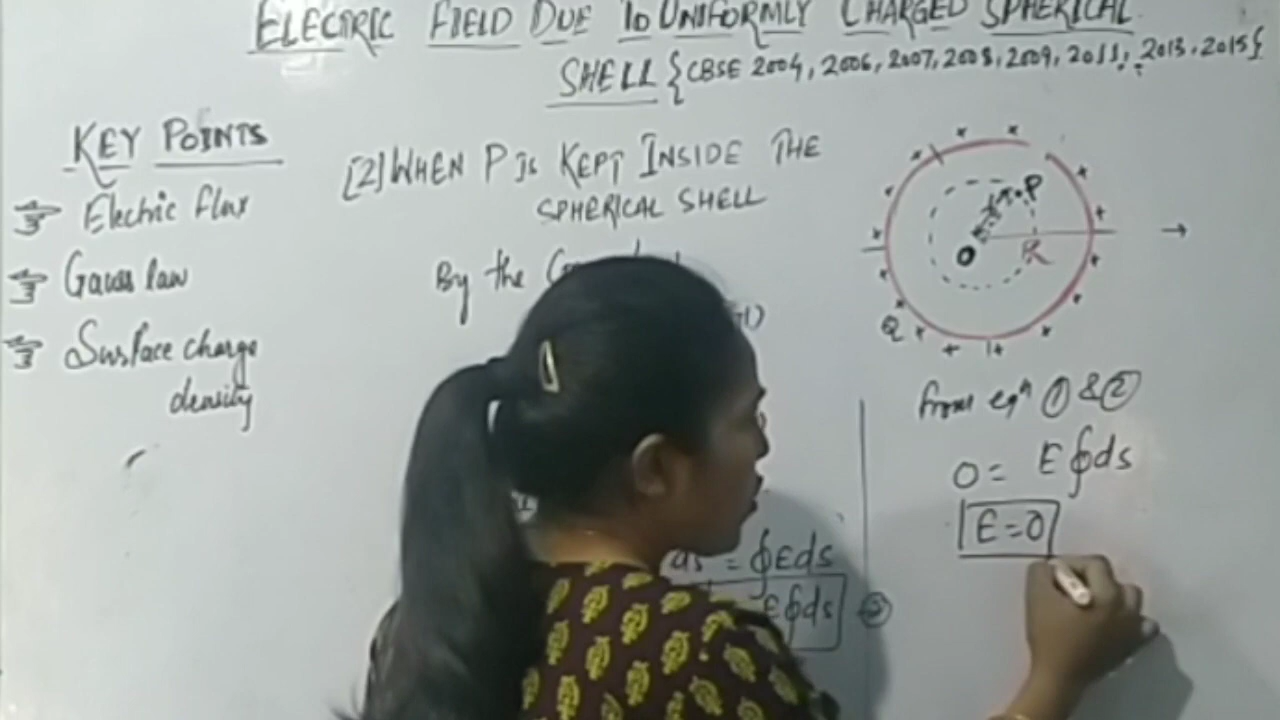 ELECTRIC FIELD DUE TO UNIFORMLY CHARGED SPHERICAL
SHELL {CBSE 2004, 2006, 2007, 2008, 2009, 2011, 2013, 2015}
KEY POINTS
Electric flux
Gauss law
Surface charge
density
[2] WHEN P IS KEPT INSIDE THE
SPHERICAL SHELL
By the
ds = ∮Eds
E∮ds ②
P
O
R
Q
from eqn ① & ②
0 = E∮ds
E=0